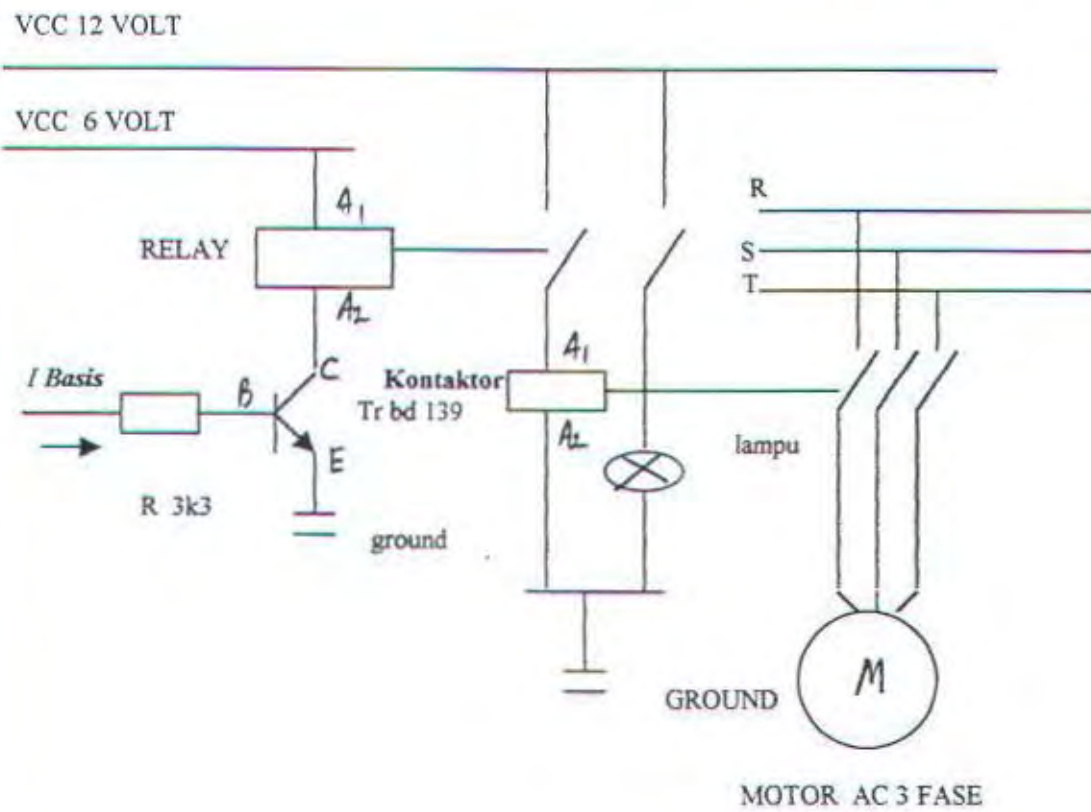 VCC 12 VOLT
VCC 6 VOLT
A1
RELAY
A2
R
S
T
I Basis
B
C
E
R 3k3
ground
Kontaktor
Tr bd 139
A1
A2
lampu
GROUND
M
MOTOR AC 3 FASE